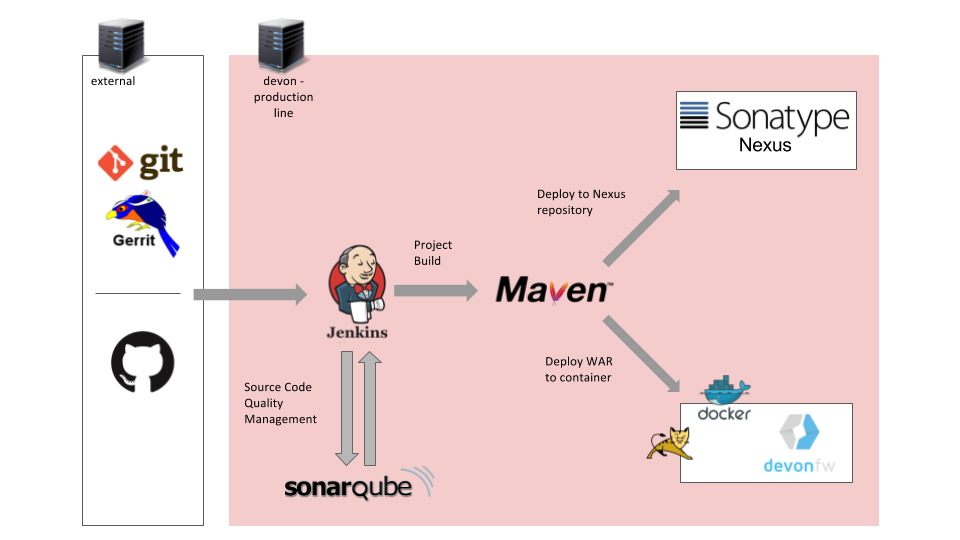 external
devon -
production
line
git
Gerrit
Sonatype
Nexus
Deploy to Nexus
repository
Project
Build
Jenkins
Maven™
Source Code
Quality
Management
sonarqube
Deploy WAR
to container
docker
devonfw